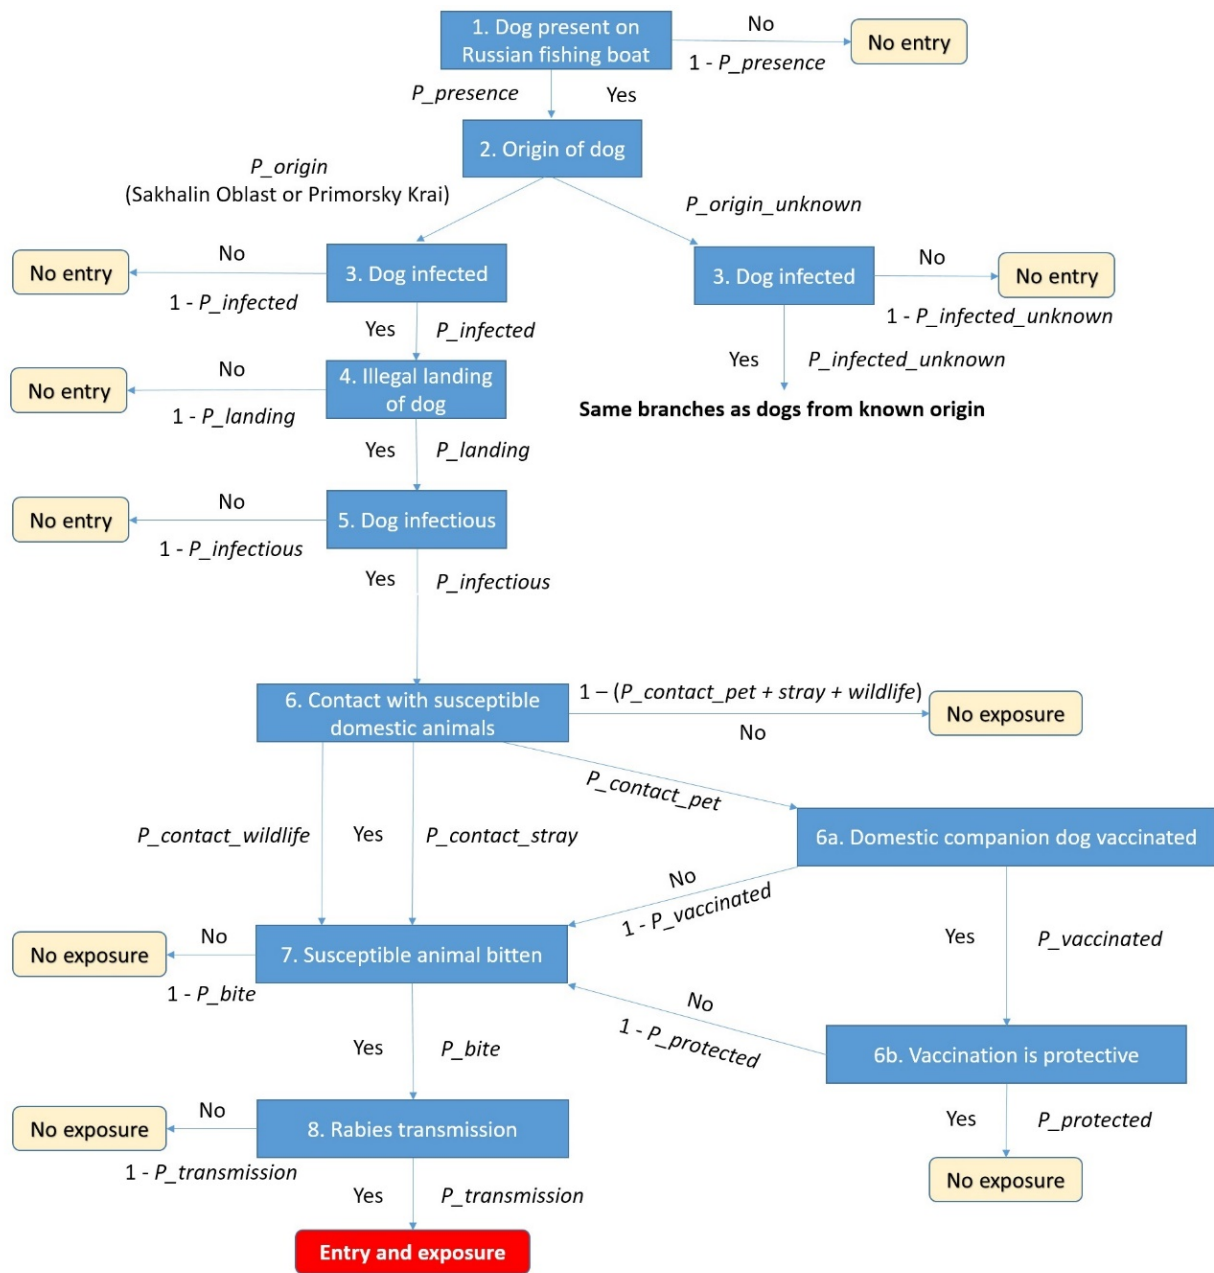 1. Dog present on
Russian fishing boat
No
1 - P_presence
No entry
P_presence
Yes
2. Origin of dog
P_origin
(Sakhalin Oblast or Primorsky Krai)
P_origin_unknown
No entry
No
1 - P_infected
3. Dog infected
3. Dog infected
No
1 - P_infected_unknown
No entry
Yes
P_infected
Yes
P_infected_unknown
Same branches as dogs from known origin
No entry
No
1 - P_landing
4. Illegal landing
of dog
Yes
P_landing
No entry
No
1 - P_infectious
5. Dog infectious
Yes
P_infectious
6. Contact with susceptible
domestic animals
1 – (P_contact_pet + stray + wildlife)
No
No exposure
P_contact_pet
P_contact_wildlife
Yes
P_contact_stray
6a. Domestic companion dog vaccinated
No
1 - P_vaccinated
Yes
P_vaccinated
No exposure
No
1 - P_bite
7. Susceptible animal bitten
No
1 - P_protected
6b. Vaccination is protective
Yes
P_bite
Yes
P_protected
No exposure
No exposure
No
1 - P_transmission
8. Rabies transmission
Yes
P_transmission
Entry and exposure